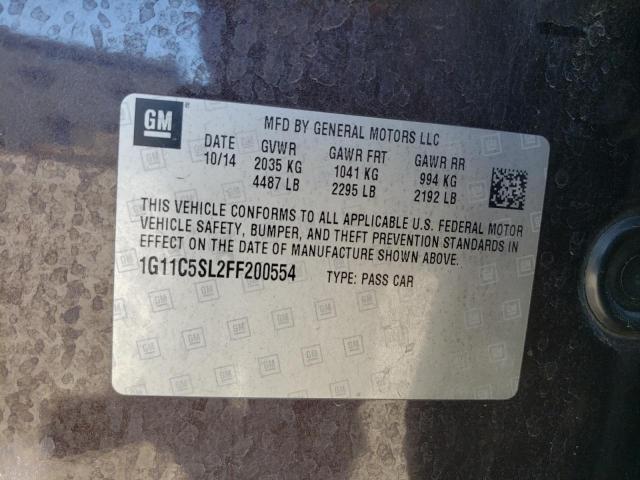 GM
MFD BY GENERAL MOTORS LLC
DATE GVWR GAWR FRT GAWR RR
10/14 2035 KG 1041 KG 994 KG
4487 LB 2295 LB 2192 LB
THIS VEHICLE CONFORMS TO ALL APPLICABLE U.S. FEDERAL MOTOR
VEHICLE SAFETY, BUMPER, AND THEFT PREVENTION STANDARDS IN
EFFECT ON THE DATE OF MANUFACTURE SHOWN ABOVE.
1G11C5SL2FF200554 TYPE: PASS CAR